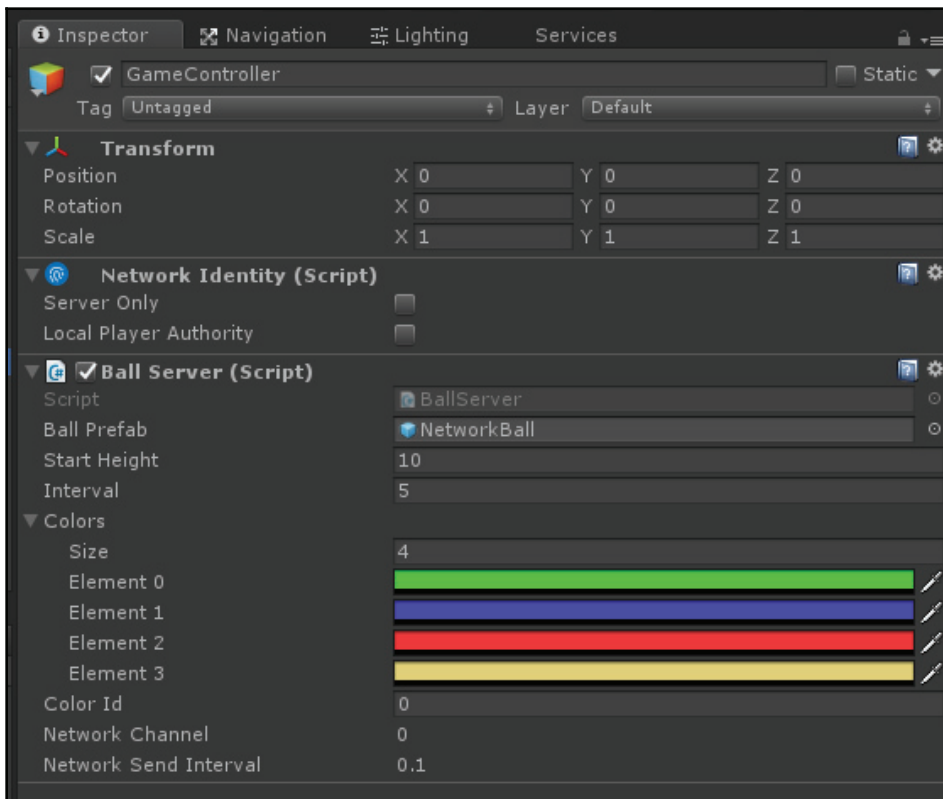 Inspector Navigation Lighting Services
GameController Static
Tag Untagged Layer Default
Transform
Position X 0 Y 0 Z 0
Rotation X 0 Y 0 Z 0
Scale X 1 Y 1 Z 1
Network Identity (Script)
Server Only
Local Player Authority
Ball Server (Script)
Script BallServer
Ball Prefab NetworkBall
Start Height 10
Interval 5
Colors
Size 4
Element 0
Element 1
Element 2
Element 3
Color Id 0
Network Channel 0
Network Send Interval 0.1